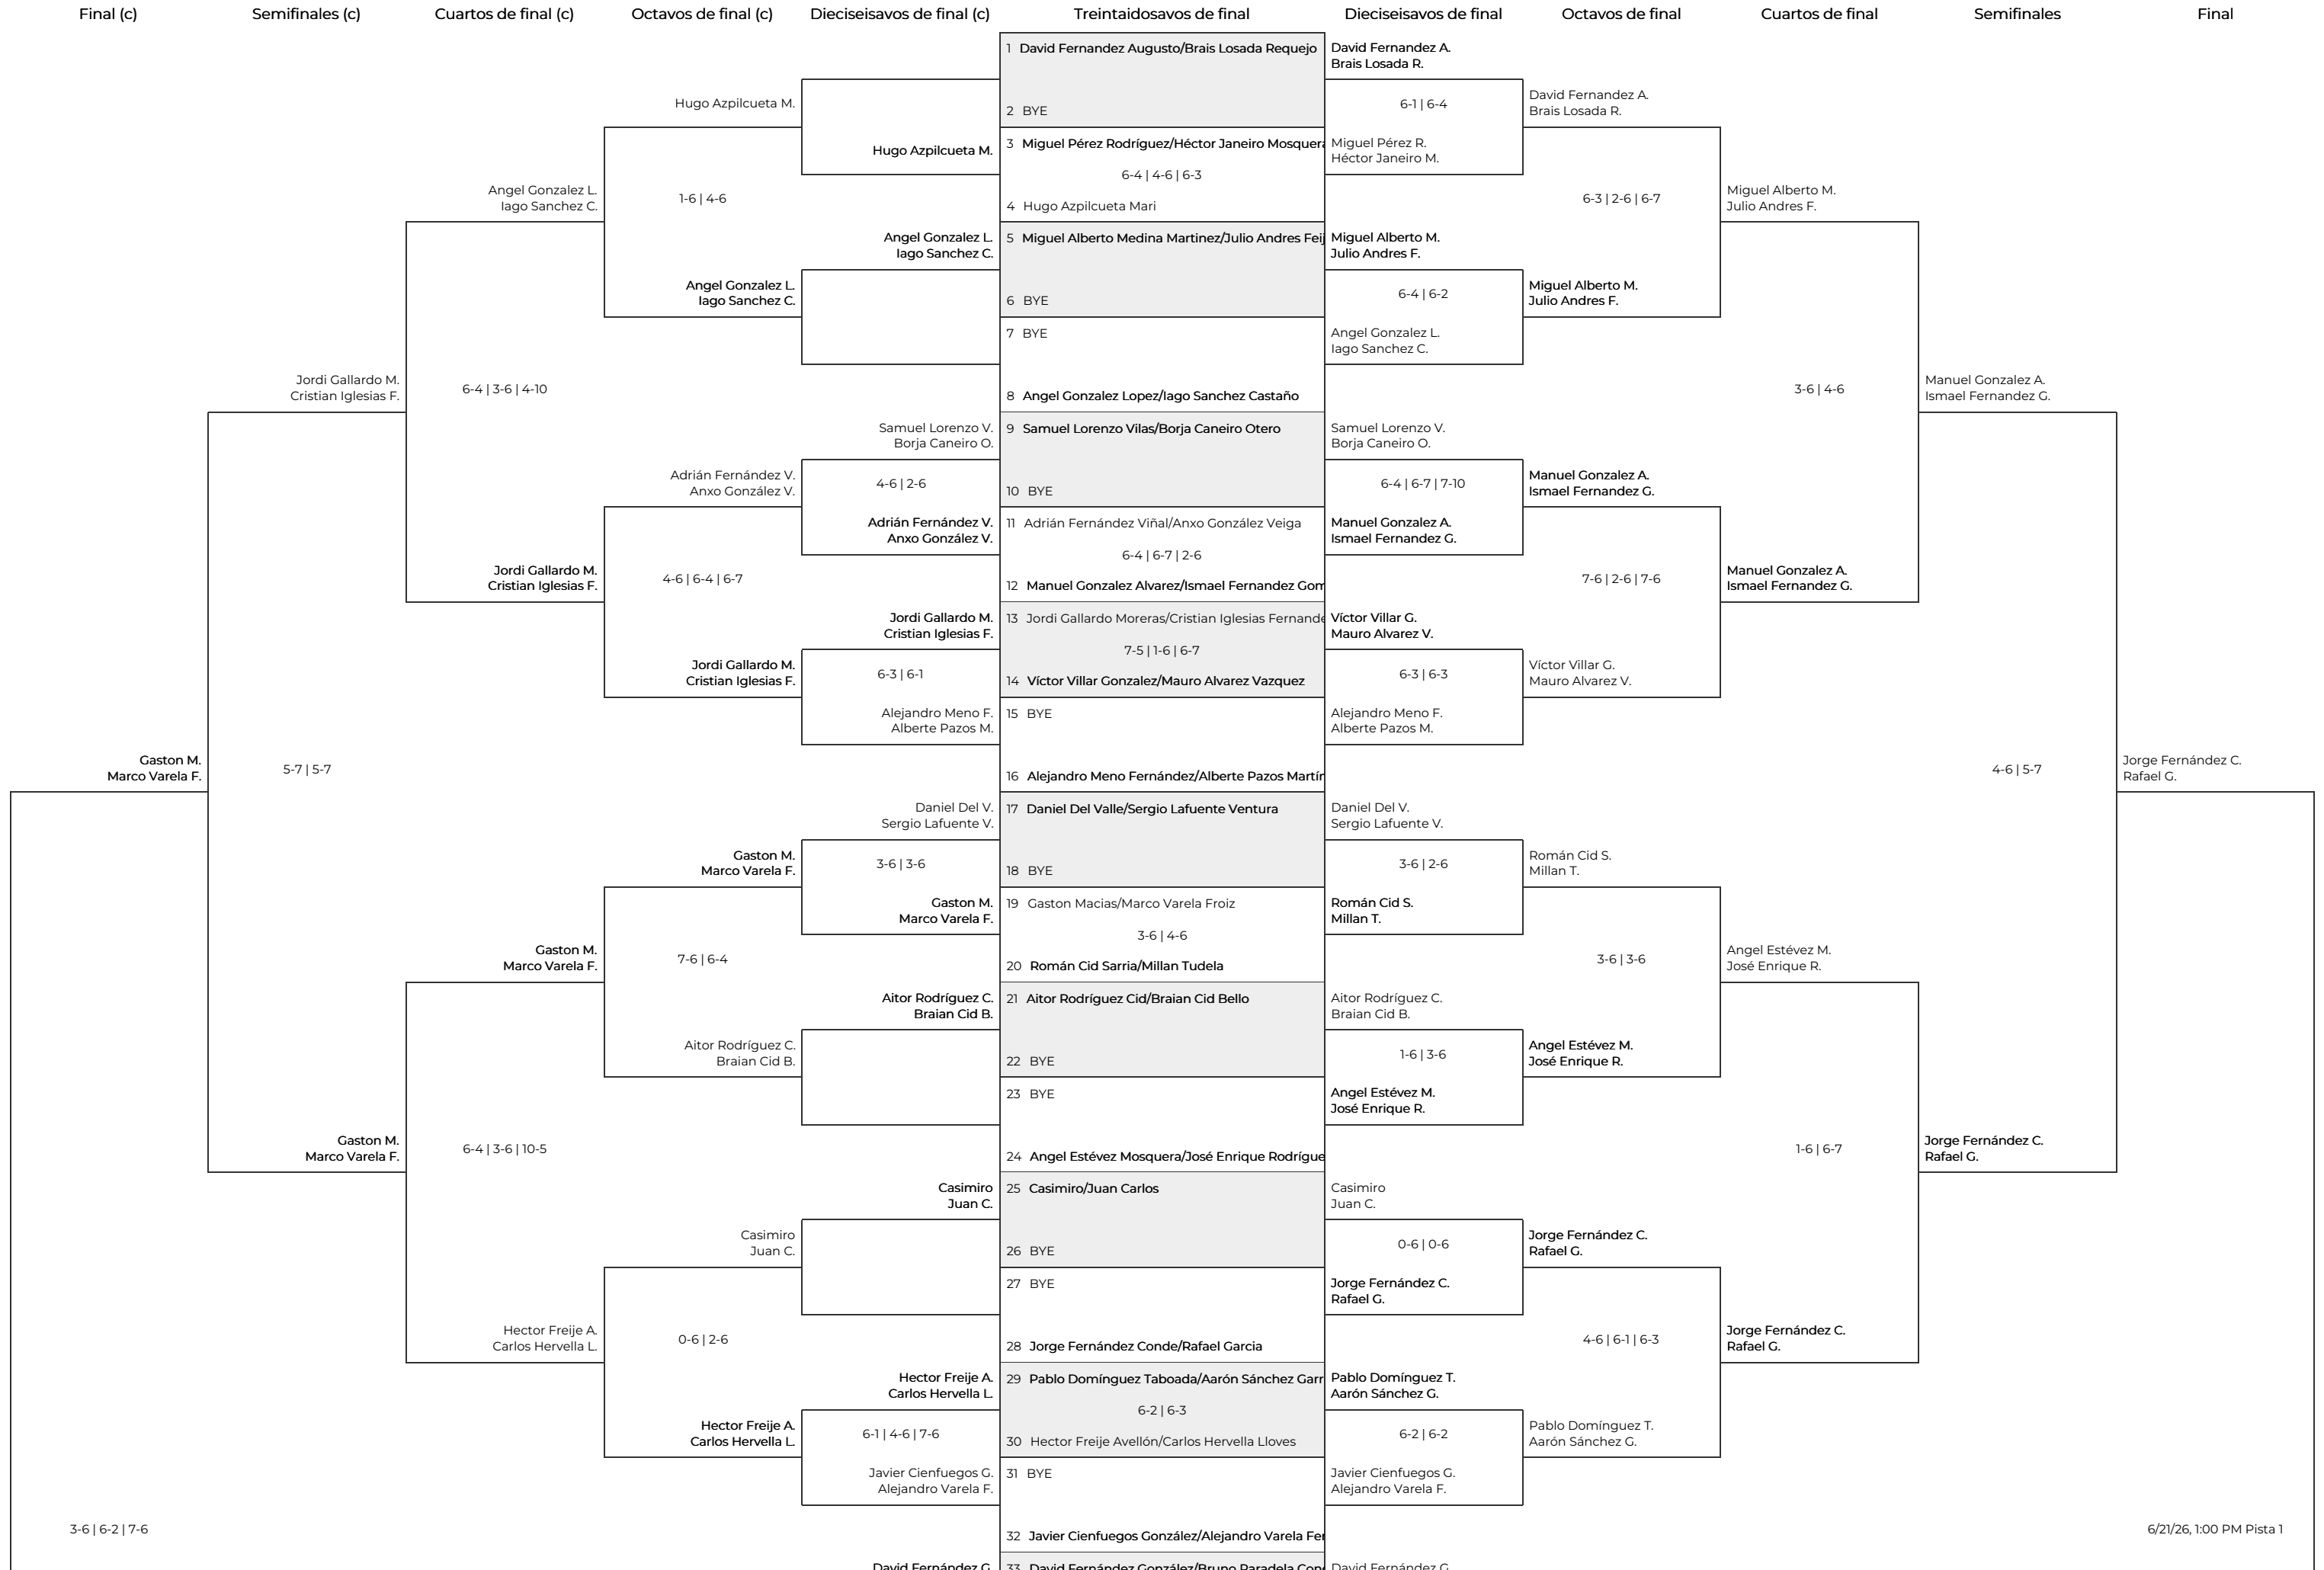 Final (c)
Semifinales (c)
Cuartos de final (c)
Octavos de final (c)
Dieciseisavos de final (c)
Treintaidosavos de final
Dieciseisavos de final
Octavos de final
Cuartos de final
Semifinales
Final
Gaston M.
Marco Varela F.
3-6 | 6-2 | 7-6
Jordi Gallardo M.
Cristian Iglesias F.
5-7 | 5-7
Gaston M.
Marco Varela F.
Angel Gonzalez L.
Iago Sanchez C.
6-4 | 3-6 | 4-10
Jordi Gallardo M.
Cristian Iglesias F.
Gaston M.
Marco Varela F.
6-4 | 3-6 | 10-5
Hector Freije A.
Carlos Hervella L.
Hugo Azpilcueta M.
1-6 | 4-6
Angel Gonzalez L.
Iago Sanchez C.
Adrián Fernández V.
Anxo González V.
4-6 | 6-4 | 6-7
Jordi Gallardo M.
Cristian Iglesias F.
Gaston M.
Marco Varela F.
7-6 | 6-4
Aitor Rodríguez C.
Braian Cid B.
Casimiro
Juan C.
0-6 | 2-6
Hector Freije A.
Carlos Hervella L.
Hugo Azpilcueta M.
Angel Gonzalez L.
Iago Sanchez C.
Samuel Lorenzo V.
Borja Caneiro O.
4-6 | 2-6
Adrián Fernández V.
Anxo González V.
Jordi Gallardo M.
Cristian Iglesias F.
6-3 | 6-1
Alejandro Meno F.
Alberte Pazos M.
Daniel Del V.
Sergio Lafuente V.
3-6 | 3-6
Gaston M.
Marco Varela F.
Aitor Rodríguez C.
Braian Cid B.
Casimiro
Juan C.
Hector Freije A.
Carlos Hervella L.
6-1 | 4-6 | 7-6
Javier Cienfuegos G.
Alejandro Varela F.
David Fernández G.
1 David Fernandez Augusto/Brais Losada Requejo
2 BYE
3 Miguel Pérez Rodríguez/Héctor Janeiro Mosquera
6-4 | 4-6 | 6-3
4 Hugo Azpilcueta Mari
5 Miguel Alberto Medina Martinez/Julio Andres Feij
6 BYE
7 BYE
8 Angel Gonzalez Lopez/Iago Sanchez Castaño
9 Samuel Lorenzo Vilas/Borja Caneiro Otero
10 BYE
11 Adrián Fernández Viñal/Anxo González Veiga
6-4 | 6-7 | 2-6
12 Manuel Gonzalez Alvarez/Ismael Fernandez Gom
13 Jordi Gallardo Moreras/Cristian Iglesias Fernande
7-5 | 1-6 | 6-7
14 Víctor Villar Gonzalez/Mauro Alvarez Vazquez
15 BYE
16 Alejandro Meno Fernández/Alberte Pazos Martín
17 Daniel Del Valle/Sergio Lafuente Ventura
18 BYE
19 Gaston Macias/Marco Varela Froiz
3-6 | 4-6
20 Román Cid Sarria/Millan Tudela
21 Aitor Rodríguez Cid/Braian Cid Bello
22 BYE
23 BYE
24 Angel Estévez Mosquera/José Enrique Rodrígue
25 Casimiro/Juan Carlos
26 BYE
27 BYE
28 Jorge Fernández Conde/Rafael Garcia
29 Pablo Domínguez Taboada/Aarón Sánchez Garr
6-2 | 6-3
30 Hector Freije Avellón/Carlos Hervella Lloves
31 BYE
32 Javier Cienfuegos González/Alejandro Varela Fer
33 David Fernández González/Bruno Paradela Con
David Fernandez A.
Brais Losada R.
6-1 | 6-4
Miguel Pérez R.
Héctor Janeiro M.
Miguel Alberto M.
Julio Andres F.
6-4 | 6-2
Angel Gonzalez L.
Iago Sanchez C.
Samuel Lorenzo V.
Borja Caneiro O.
6-4 | 6-7 | 7-10
Manuel Gonzalez A.
Ismael Fernandez G.
Víctor Villar G.
Mauro Alvarez V.
6-3 | 6-3
Alejandro Meno F.
Alberte Pazos M.
Daniel Del V.
Sergio Lafuente V.
3-6 | 2-6
Román Cid S.
Millan T.
Aitor Rodríguez C.
Braian Cid B.
1-6 | 3-6
Angel Estévez M.
José Enrique R.
Casimiro
Juan C.
0-6 | 0-6
Jorge Fernández C.
Rafael G.
Pablo Domínguez T.
Aarón Sánchez G.
6-2 | 6-2
Javier Cienfuegos G.
Alejandro Varela F.
David Fernández G.
David Fernandez A.
Brais Losada R.
6-3 | 2-6 | 6-7
Miguel Alberto M.
Julio Andres F.
Manuel Gonzalez A.
Ismael Fernandez G.
7-6 | 2-6 | 7-6
Víctor Villar G.
Mauro Alvarez V.
Román Cid S.
Millan T.
3-6 | 3-6
Angel Estévez M.
José Enrique R.
Jorge Fernández C.
Rafael G.
4-6 | 6-1 | 6-3
Pablo Domínguez T.
Aarón Sánchez G.
Miguel Alberto M.
Julio Andres F.
3-6 | 4-6
Manuel Gonzalez A.
Ismael Fernandez G.
Angel Estévez M.
José Enrique R.
1-6 | 6-7
Jorge Fernández C.
Rafael G.
Manuel Gonzalez A.
Ismael Fernandez G.
4-6 | 5-7
Jorge Fernández C.
Rafael G.
Jorge Fernández C.
Rafael G.
6/21/26, 1:00 PM Pista 1